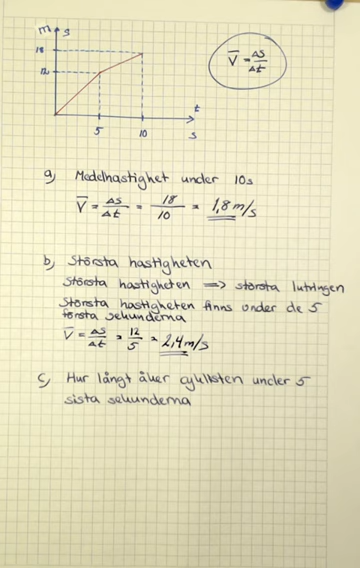 m s
18
12
t
5 10 s
V̄ = Δs/Δt
a) Medelhastighet under 10s
V̄ = Δs/Δt = 18/10 = 1,8 m/s
b) Största hastigheten
Största hastigheten => största lutningen
Största hastigheten finns under de 5
första sekunderna
V̄ = Δs/Δt = 12/5 = 2,4 m/s
c) Hur långt åker cyklisten under 5
sista sekunderna